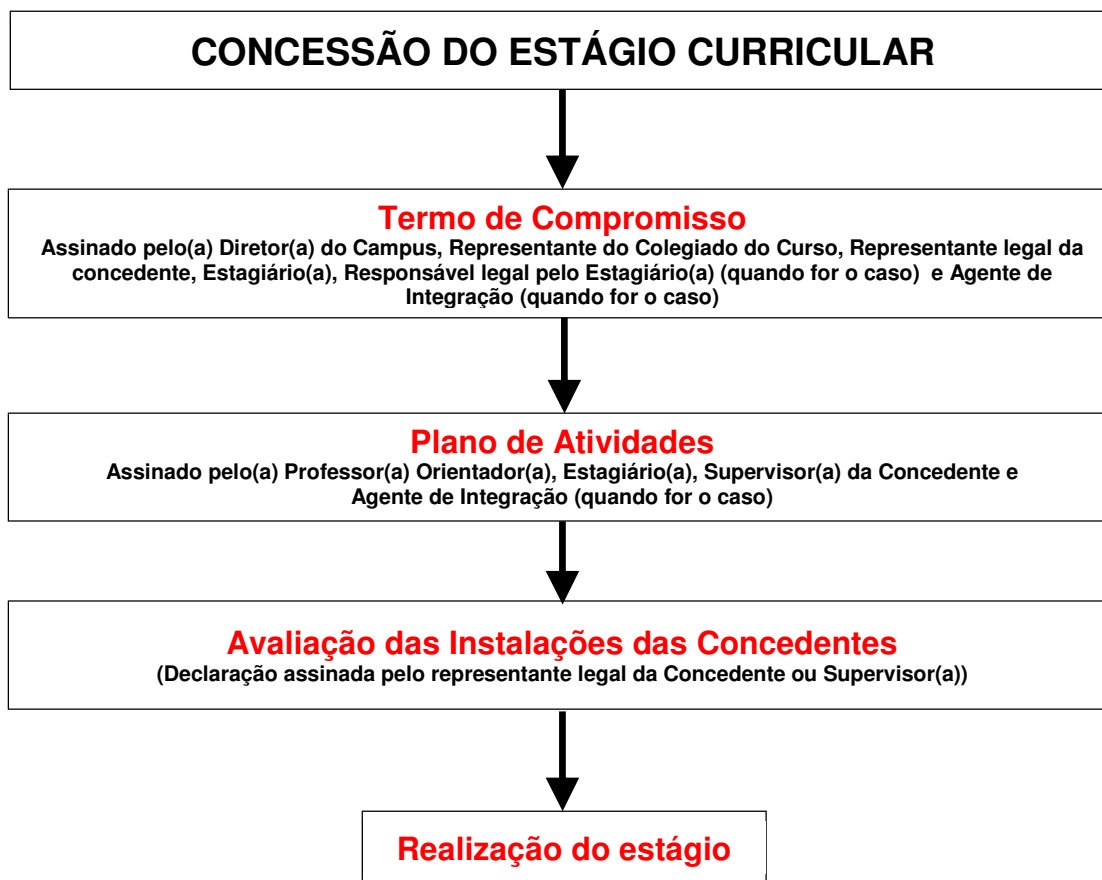 CONCESSÃO DO ESTÁGIO CURRICULAR
Termo de Compromisso
Assinado pelo(a) Diretor(a) do Campus, Representante do Colegiado do Curso, Representante legal da
concedente, Estagiário(a), Responsável legal pelo Estagiário(a) (quando for o caso) e Agente de
Integração (quando for o caso)
Plano de Atividades
Assinado pelo(a) Professor(a) Orientador(a), Estagiário(a), Supervisor(a) da Concedente e
Agente de Integração (quando for o caso)
Avaliação das Instalações das Concedentes
(Declaração assinada pelo representante legal da Concedente ou Supervisor(a))
Realização do estágio